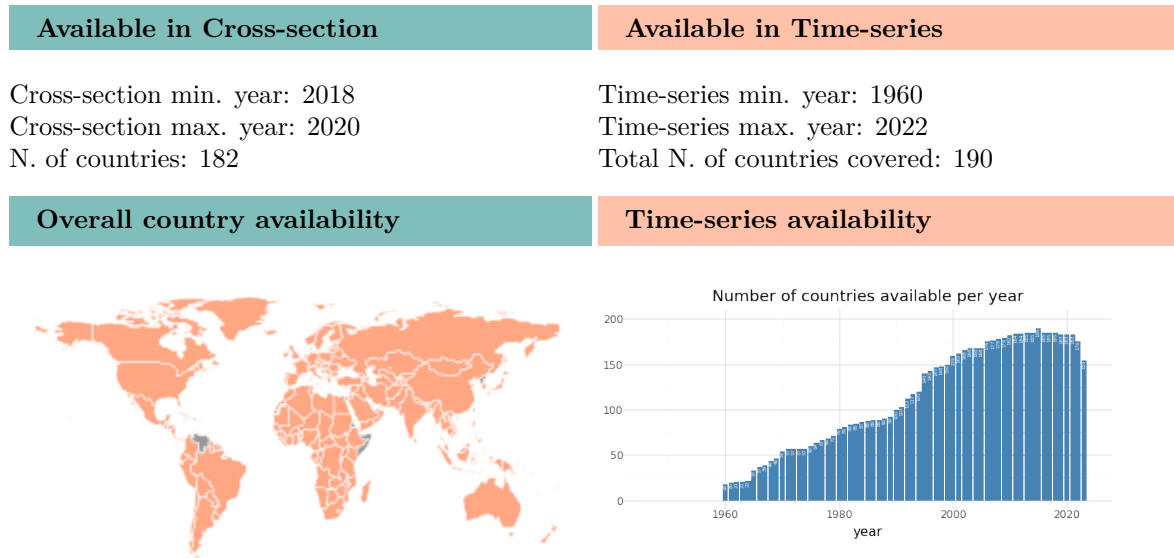 Available in Cross-section
Available in Time-series
Cross-section min. year: 2018
Cross-section max. year: 2020
N. of countries: 182
Time-series min. year: 1960
Time-series max. year: 2022
Total N. of countries covered: 190
Overall country availability
Time-series availability
Number of countries available per year
200
150
100
50
0
1960
1980
2000
2020
year